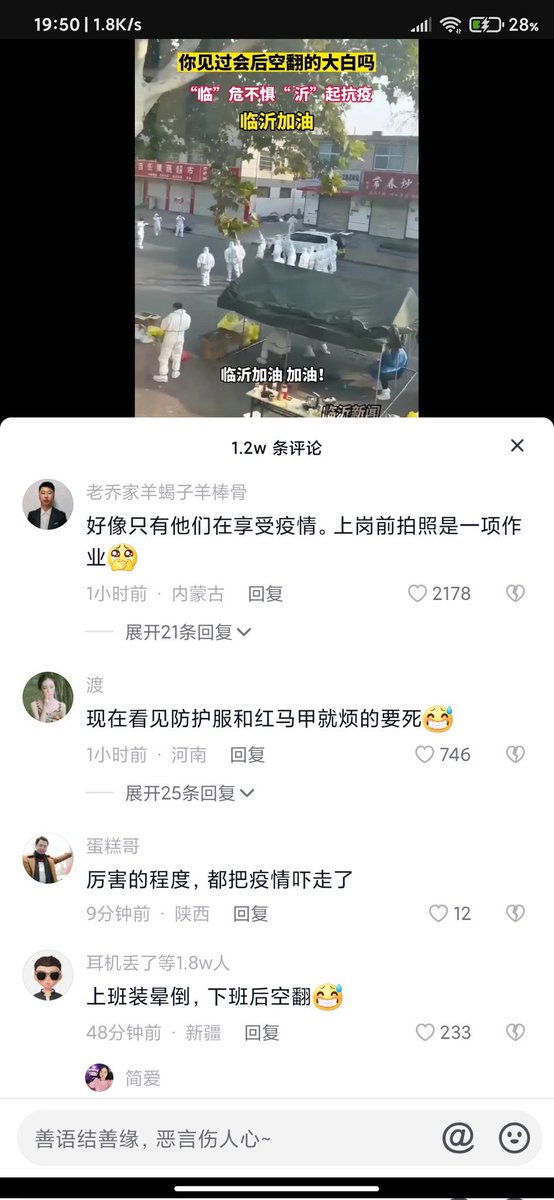 19:50 | 1.8K/s
28%
你见过会后空翻的大白吗
“临”危不惧“沂”起抗疫
临沂加油
常春炒
临沂加油 加油!
临沂新闻
1.2w 条评论
老乔家羊蝎子羊棒骨
好像只有他们在享受疫情。上岗前拍照是一项作
业🥺
1小时前 · 内蒙古 回复
2178
展开21条回复
渡
现在看见防护服和红马甲就烦的要死😅
1小时前 · 河南 回复
746
展开25条回复
蛋糕哥
厉害的程度，都把疫情吓走了
9分钟前 · 陕西 回复
12
耳机丢了等1.8w人
上班装晕倒，下班后空翻😅
48分钟前 · 新疆 回复
233
简爱
善语结善缘，恶言伤人心~